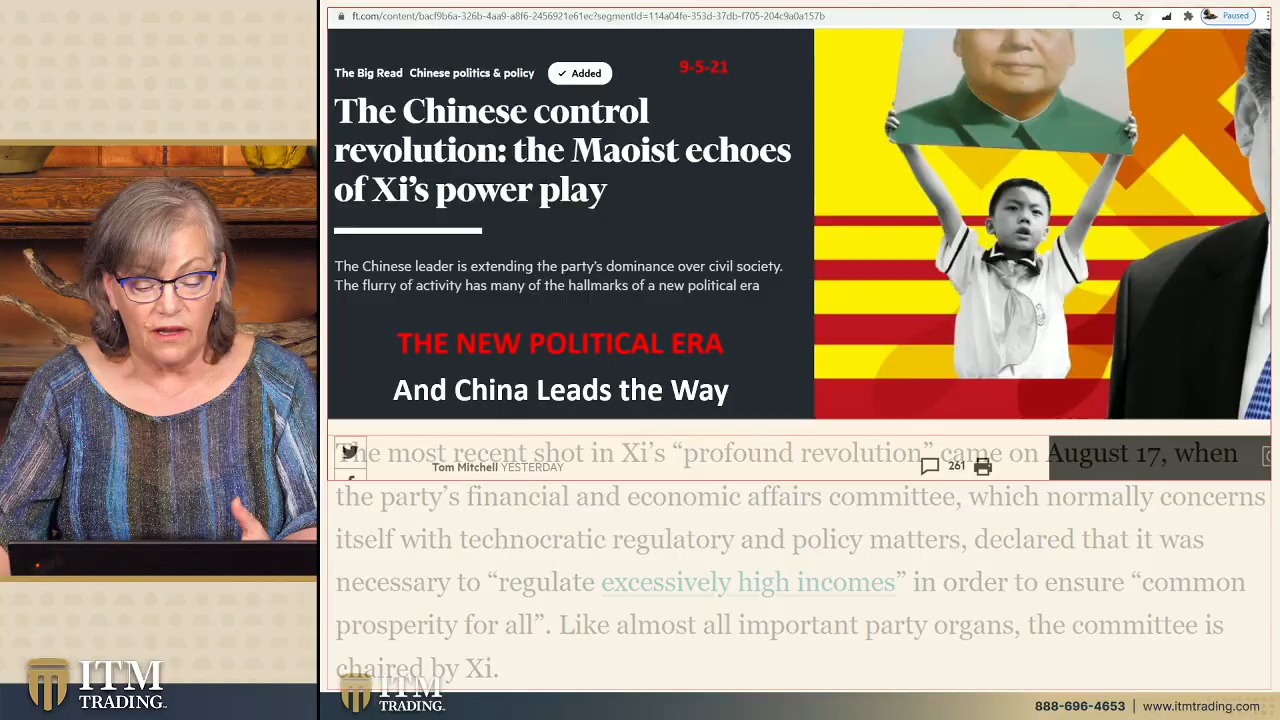 ft.com/content/bacf9b6a-326b-4aa9-a8f6-2456921e61ec?segmentId=114a04fe-353d-37db-f705-204c9a0a157b
Paused
The Big Read Chinese politics & policy
Added
9-5-21
The Chinese control
revolution: the Maoist echoes
of Xi’s power play
The Chinese leader is extending the party’s dominance over civil society.
The flurry of activity has many of the hallmarks of a new political era
THE NEW POLITICAL ERA
And China Leads the Way
The most recent shot in Xi’s “profound revolution” came on August 17, when
Tom Mitchell YESTERDAY
261
the party’s financial and economic affairs committee, which normally concerns
itself with technocratic regulatory and policy matters, declared that it was
necessary to “regulate excessively high incomes” in order to ensure “common
prosperity for all”. Like almost all important party organs, the committee is
chaired by Xi.
ITM
TRADING
ITM
TRADING
888-696-4653 | www.itmtrading.com